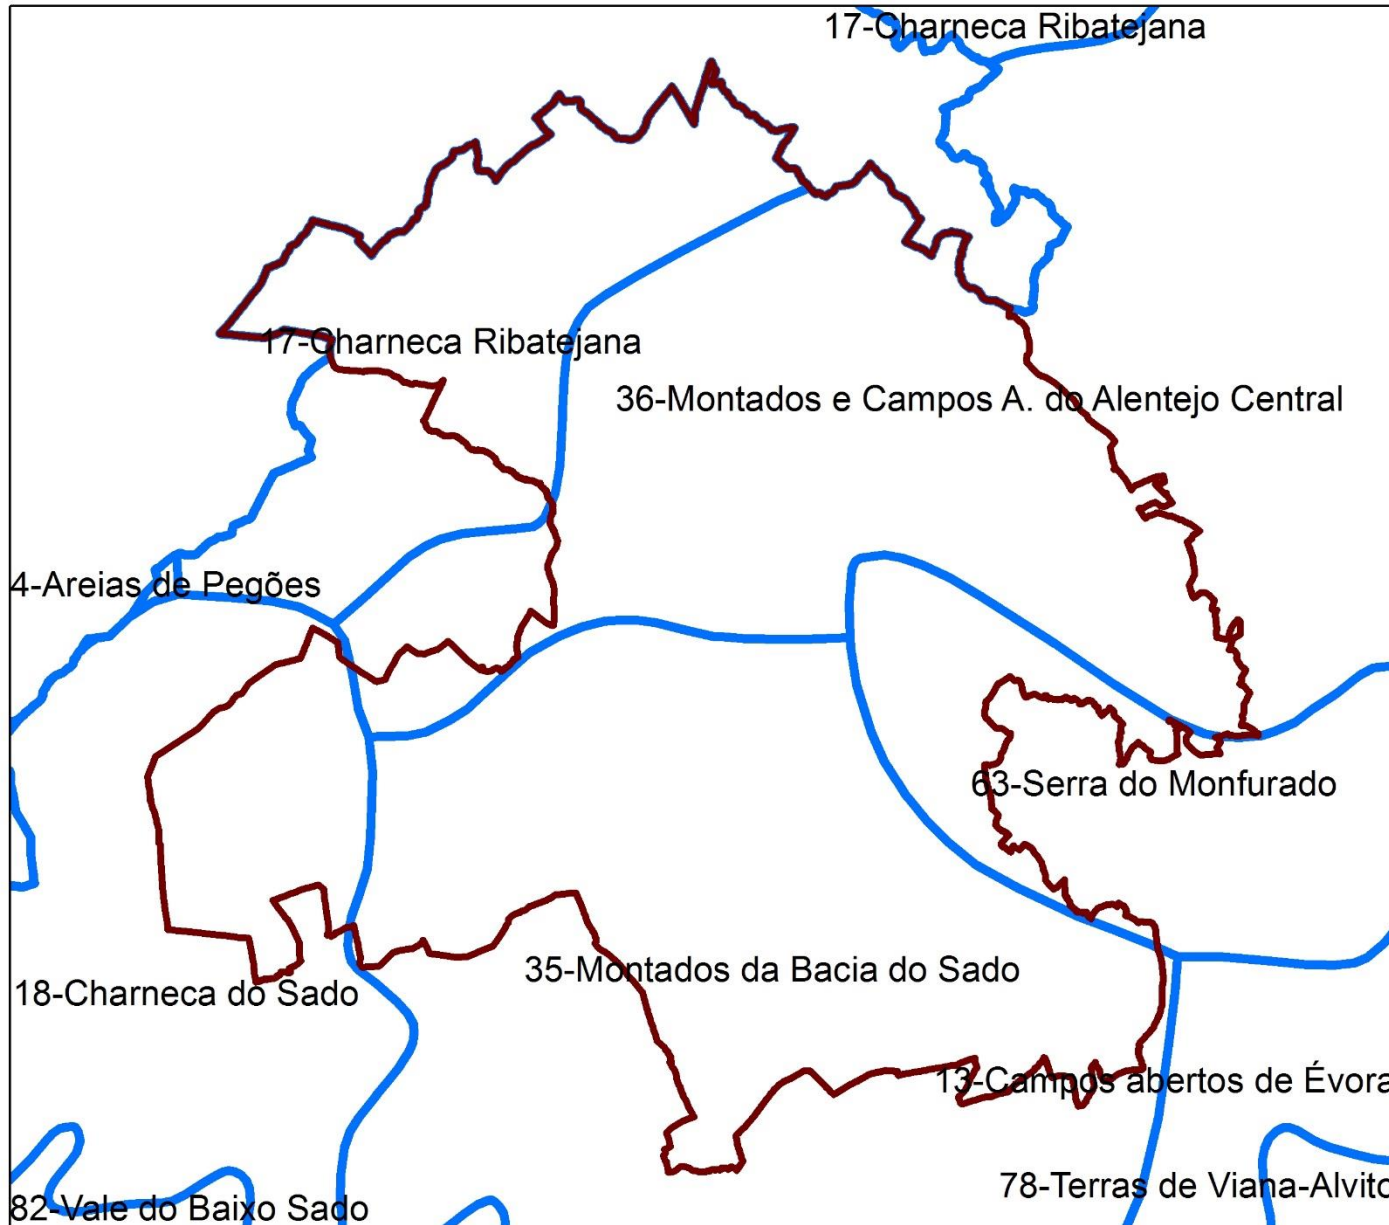 17-Charneca Ribatejana
17-Charneca Ribatejana
36-Montados e Campos A. do Alentejo Central
4-Areias de Pegões
63-Serra do Monfurado
35-Montados da Bacia do Sado
18-Charneca do Sado
13-Campos abertos de Évora
78-Terras de Viana-Alvito
82-Vale do Baixo Sado